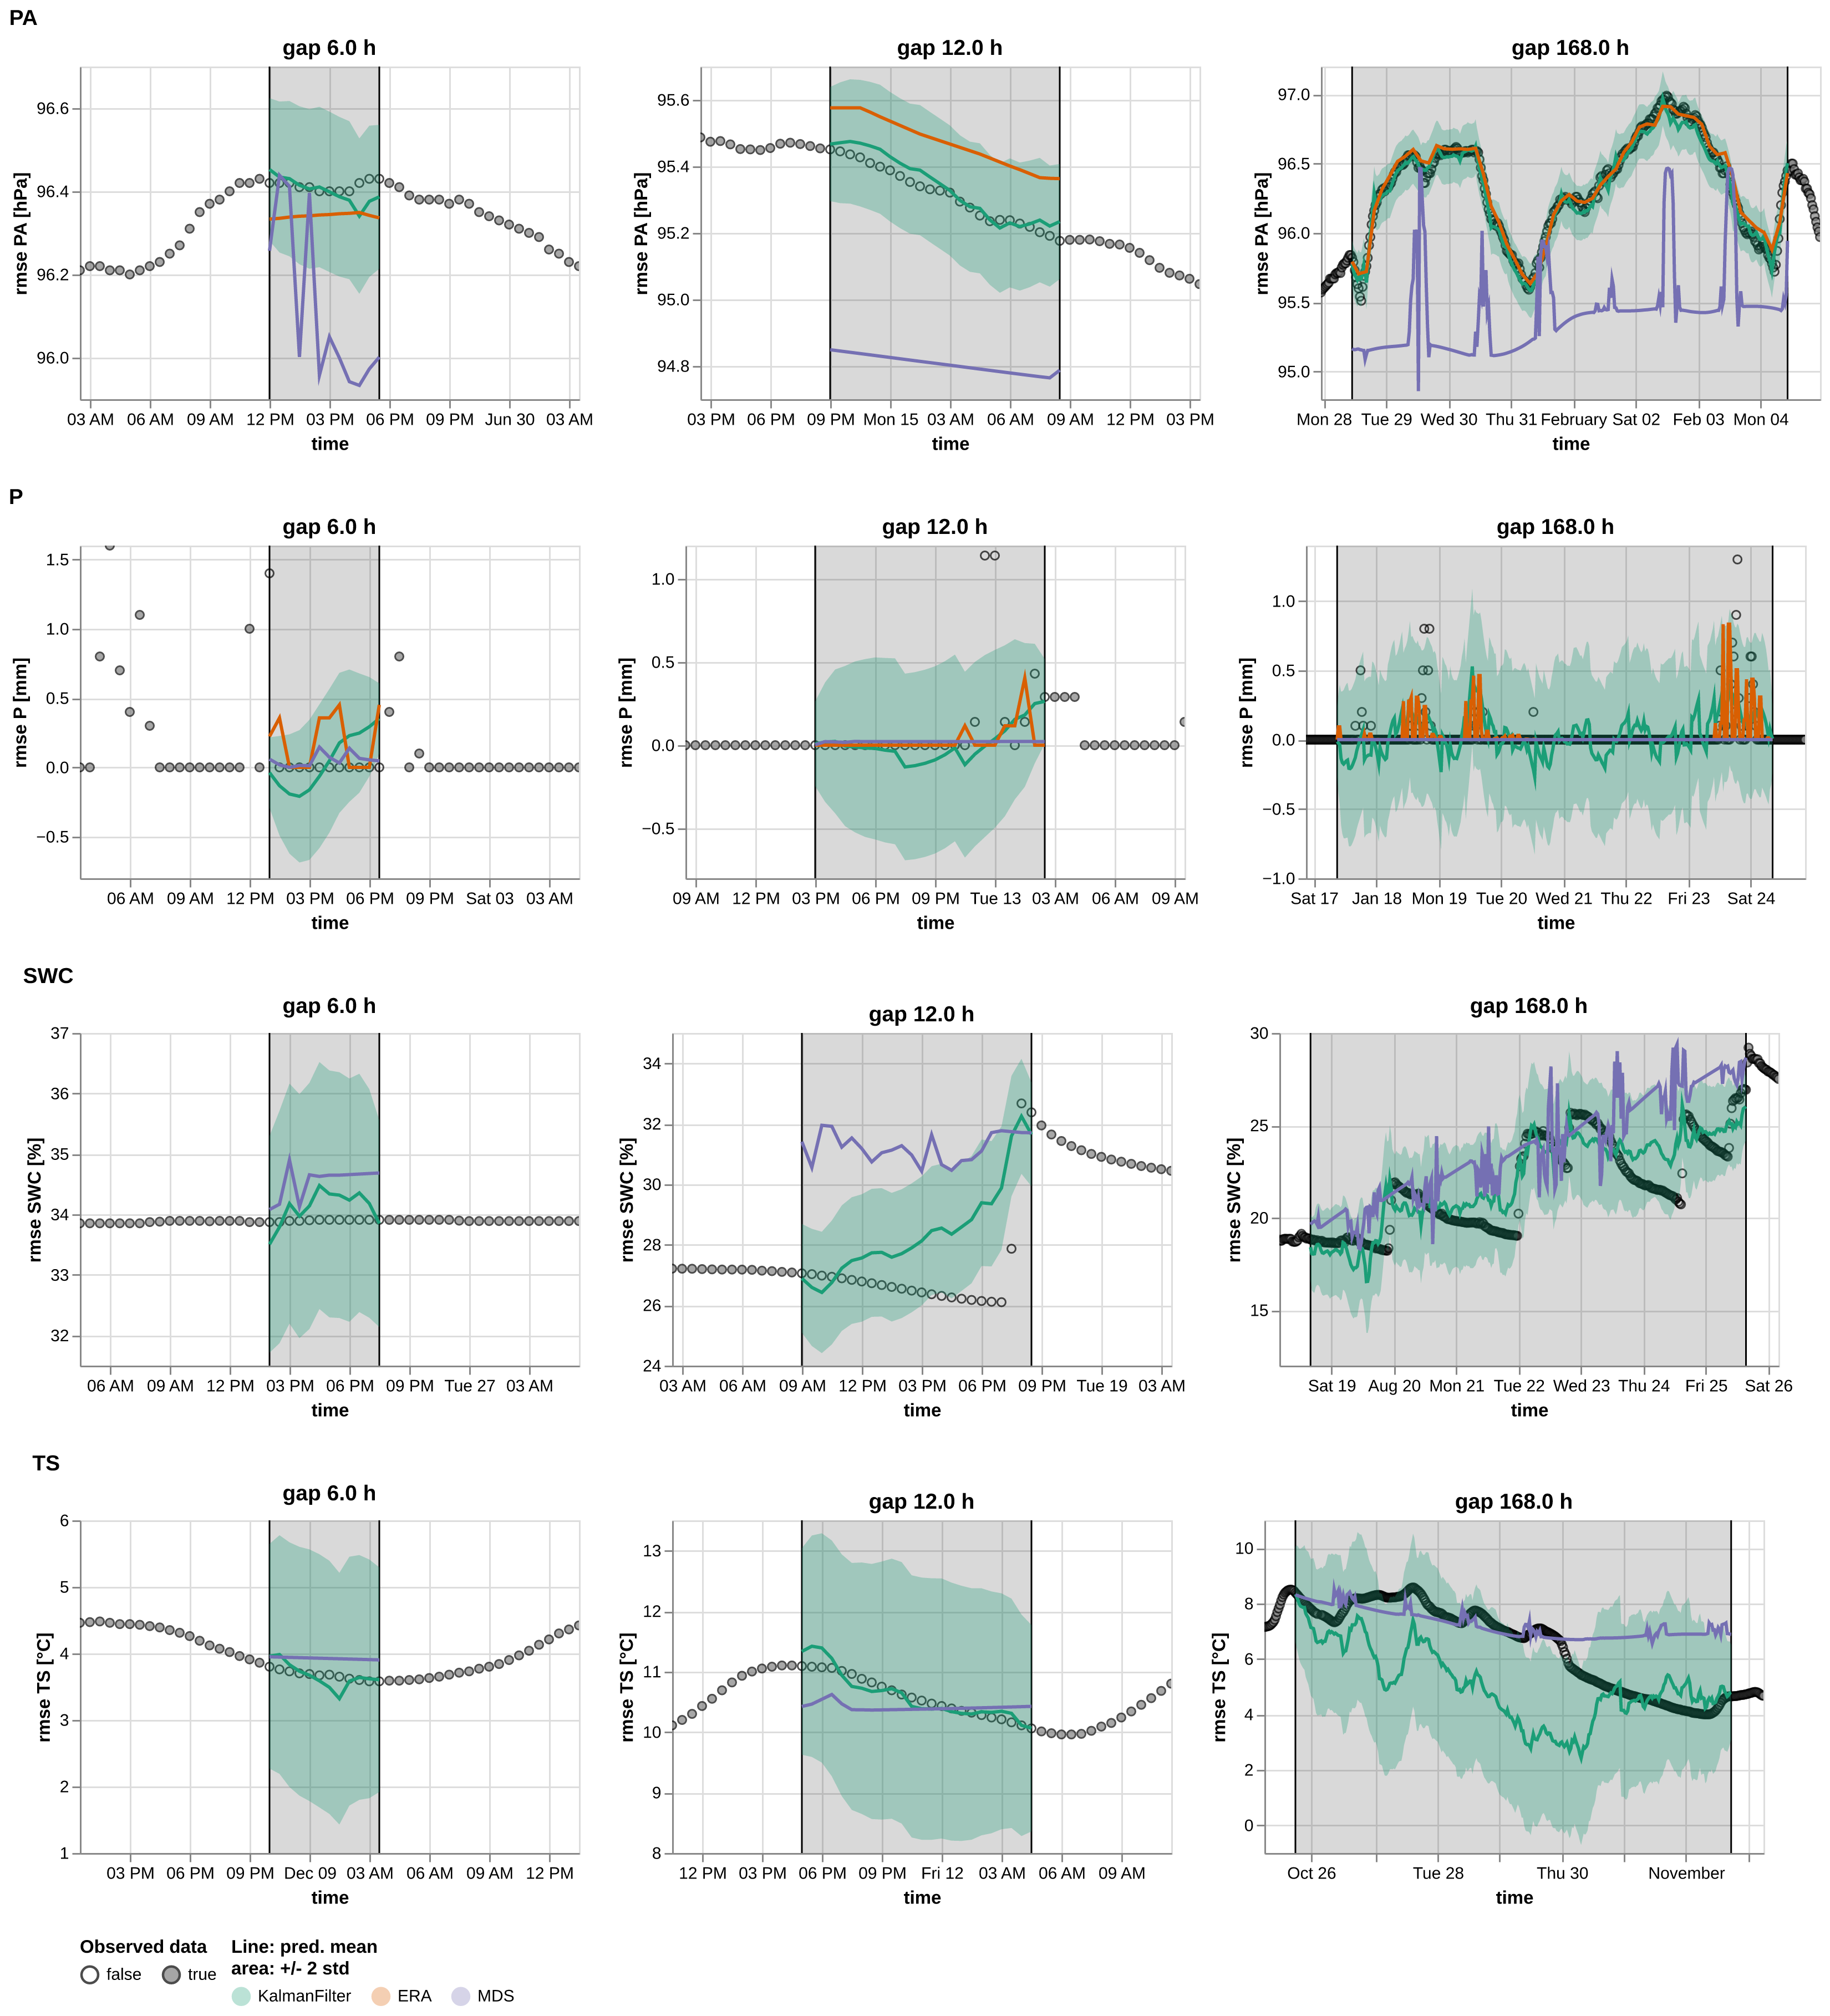 PA
gap 6.0 h
gap 12.0 h
gap 168.0 h
rmse PA [hPa]
96.6
96.4
96.2
96.0
03 AM 06 AM 09 AM 12 PM 03 PM 06 PM 09 PM Jun 30 03 AM
time
rmse PA [hPa]
95.6
95.4
95.2
95.0
94.8
03 PM 06 PM 09 PM Mon 15 03 AM 06 AM 09 AM 12 PM 03 PM
time
rmse PA [hPa]
97.0
96.5
96.0
95.5
95.0
Mon 28 Tue 29 Wed 30 Thu 31 February Sat 02 Feb 03 Mon 04
time
P
gap 6.0 h
gap 12.0 h
gap 168.0 h
rmse P [mm]
1.5
1.0
0.5
0.0
−0.5
06 AM 09 AM 12 PM 03 PM 06 PM 09 PM Sat 03 03 AM
time
rmse P [mm]
1.0
0.5
0.0
−0.5
09 AM 12 PM 03 PM 06 PM 09 PM Tue 13 03 AM 06 AM 09 AM
time
rmse P [mm]
1.0
0.5
0.0
−0.5
−1.0
Sat 17 Jan 18 Mon 19 Tue 20 Wed 21 Thu 22 Fri 23 Sat 24
time
SWC
gap 6.0 h
gap 12.0 h
gap 168.0 h
rmse SWC [%]
37
36
35
34
33
32
06 AM 09 AM 12 PM 03 PM 06 PM 09 PM Tue 27 03 AM
time
rmse SWC [%]
34
32
30
28
26
24
03 AM 06 AM 09 AM 12 PM 03 PM 06 PM 09 PM Tue 19 03 AM
time
rmse SWC [%]
30
25
20
15
Sat 19 Aug 20 Mon 21 Tue 22 Wed 23 Thu 24 Fri 25 Sat 26
time
TS
gap 6.0 h
gap 12.0 h
gap 168.0 h
rmse TS [°C]
6
5
4
3
2
1
03 PM 06 PM 09 PM Dec 09 03 AM 06 AM 09 AM 12 PM
time
rmse TS [°C]
13
12
11
10
9
8
12 PM 03 PM 06 PM 09 PM Fri 12 03 AM 06 AM 09 AM
time
rmse TS [°C]
10
8
6
4
2
0
Oct 26 Tue 28 Thu 30 November
time
Observed data
false true
Line: pred. mean
area: +/- 2 std
KalmanFilter ERA MDS